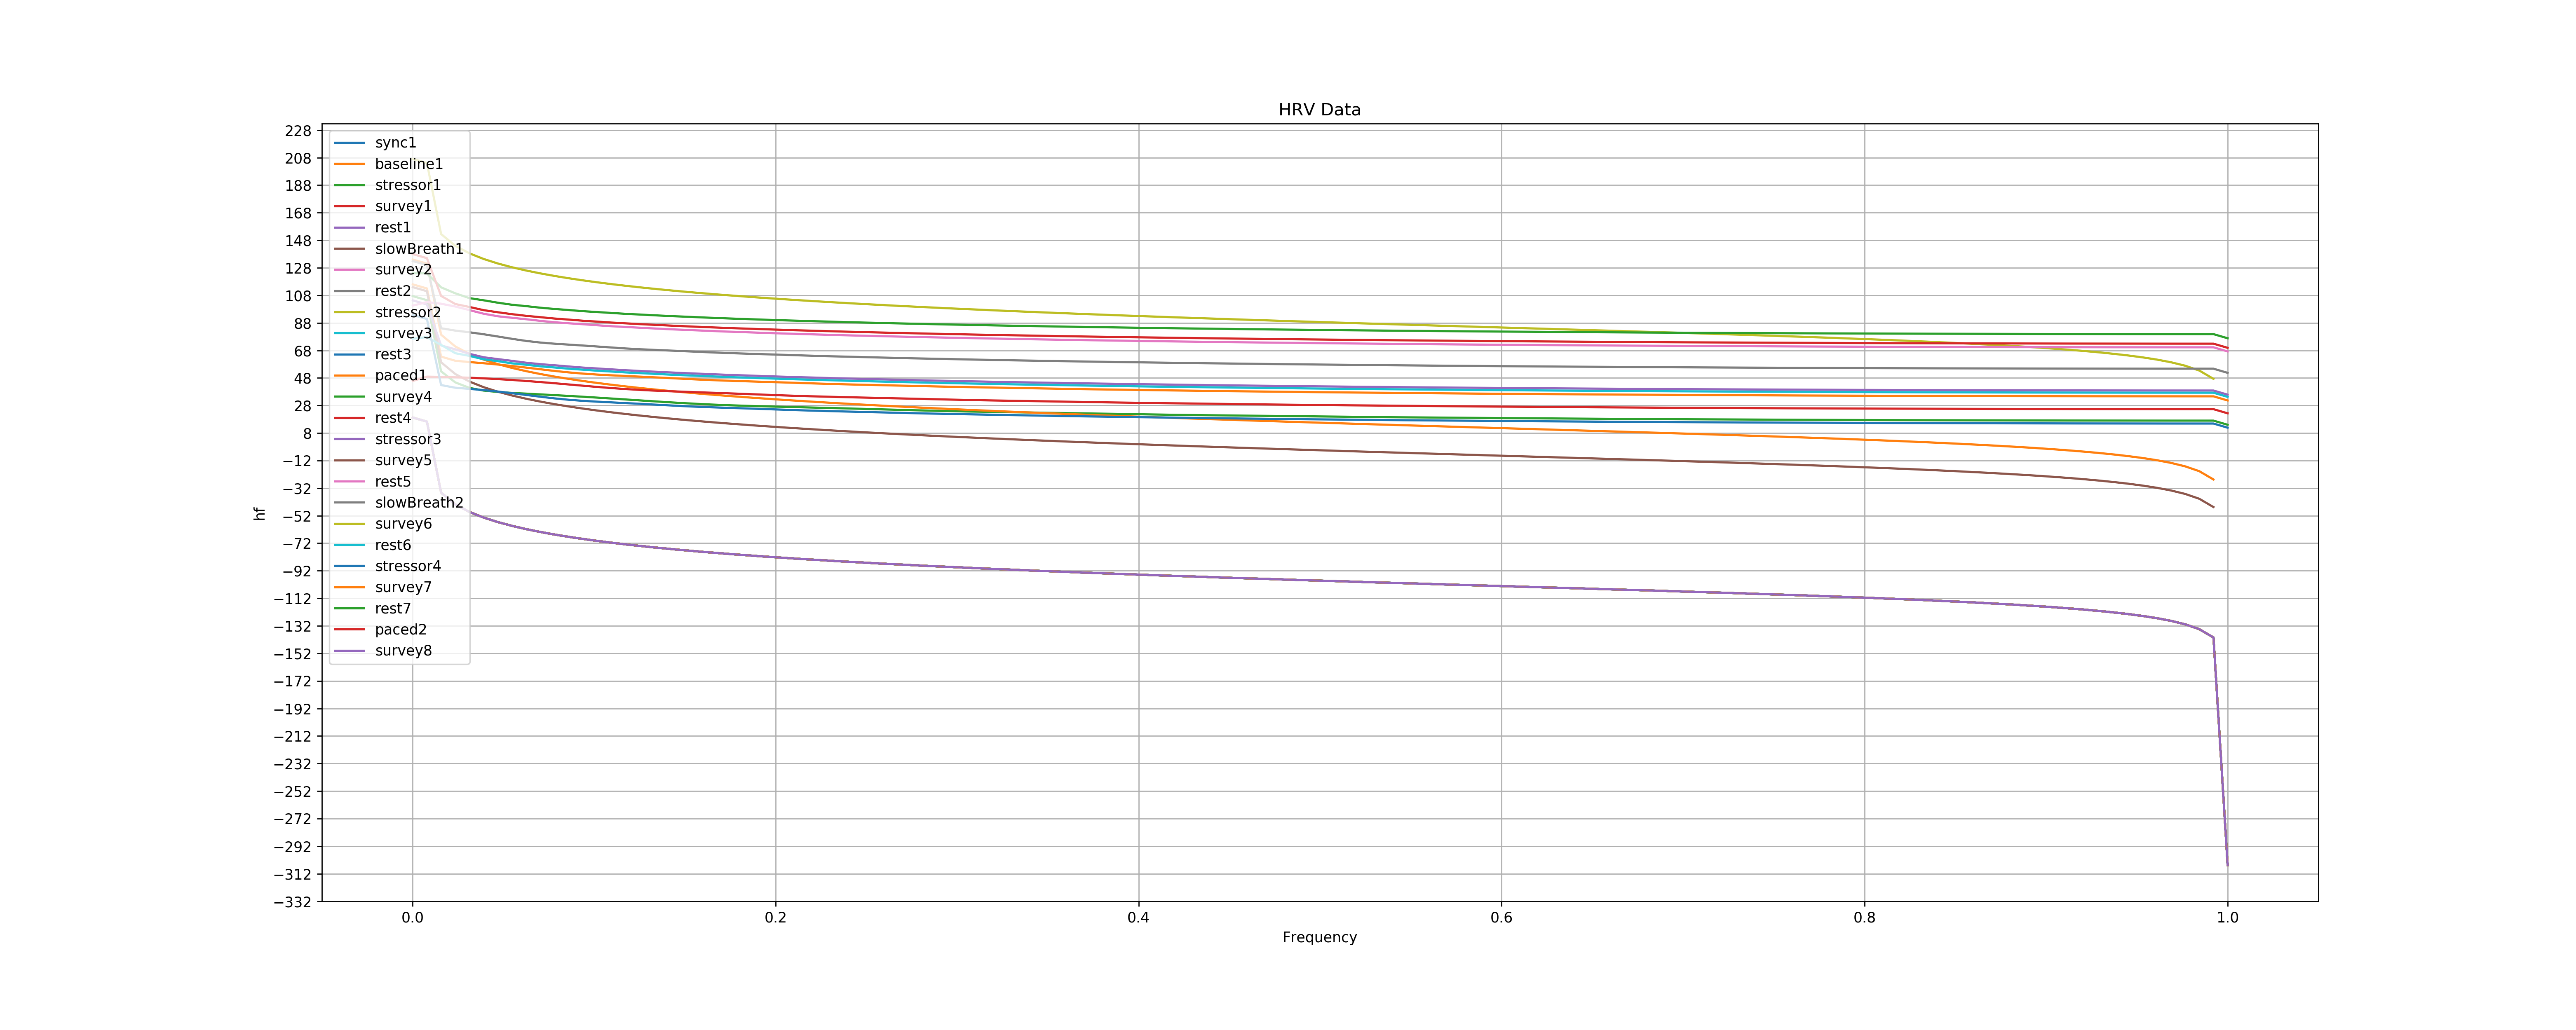 HRV Data
228
208
188
168
148
128
108
88
68
48
28
8
−12
−32
−52
−72
−92
−112
−132
−152
−172
−192
−212
−232
−252
−272
−292
−312
−332
hf
sync1
baseline1
stressor1
survey1
rest1
slowBreath1
survey2
rest2
stressor2
survey3
rest3
paced1
survey4
rest4
stressor3
survey5
rest5
slowBreath2
survey6
rest6
stressor4
survey7
rest7
paced2
survey8
0.0 0.2 0.4 0.6 0.8 1.0
Frequency